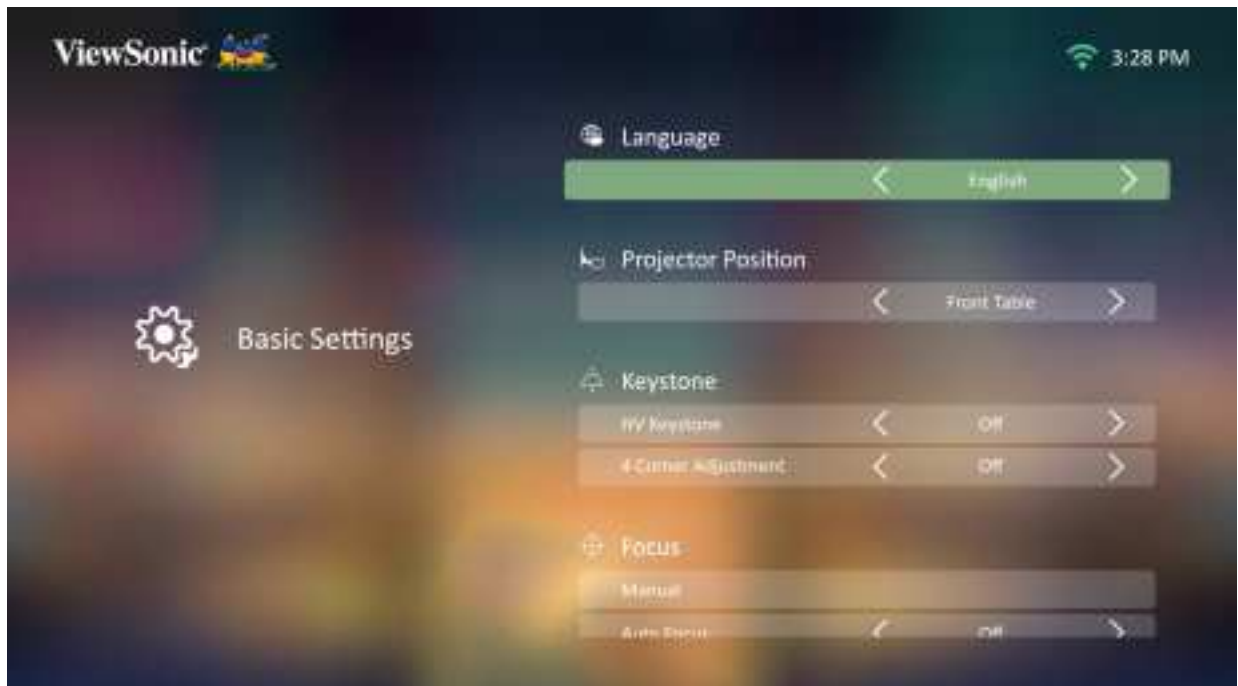 ViewSonic
3:28 PM
Language
English
Projector Position
Front Table
Basic Settings
Keystone
HV Keystone Off
4 Corner Adjustment Off
Focus
Manual
Auto Focus Off